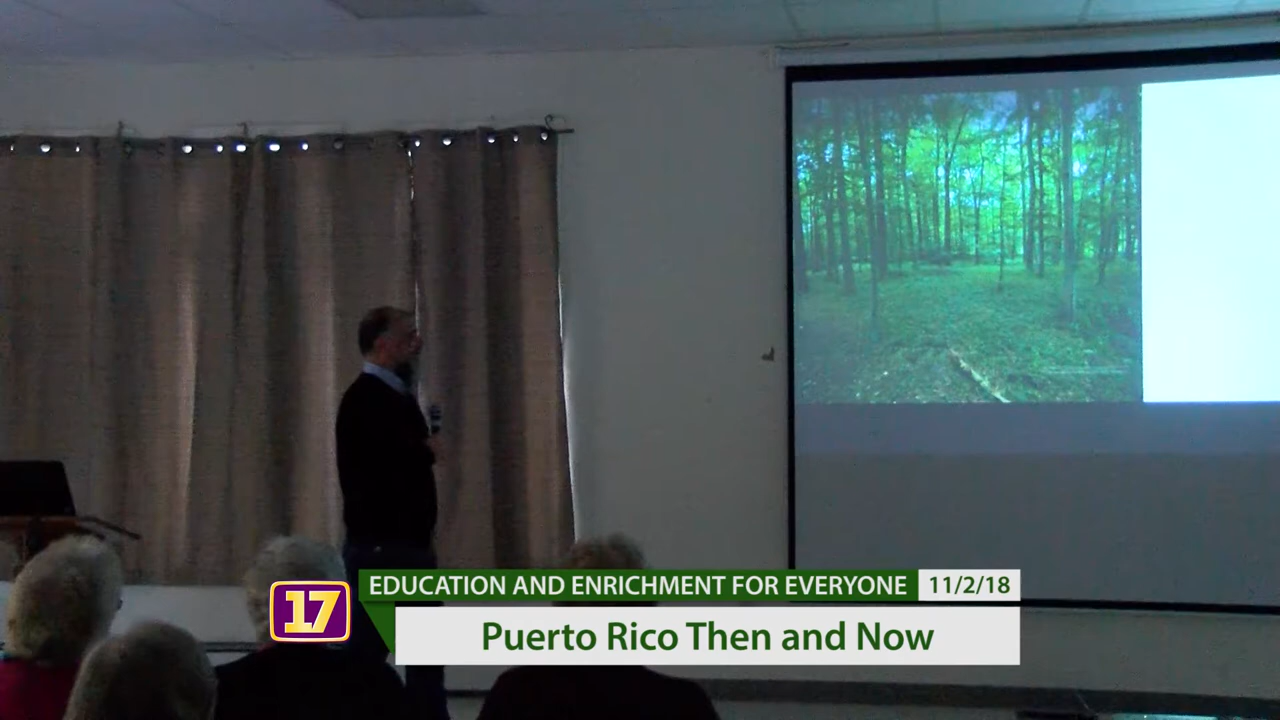 EDUCATION AND ENRICHMENT FOR EVERYONE 11/2/18
17
Puerto Rico Then and Now